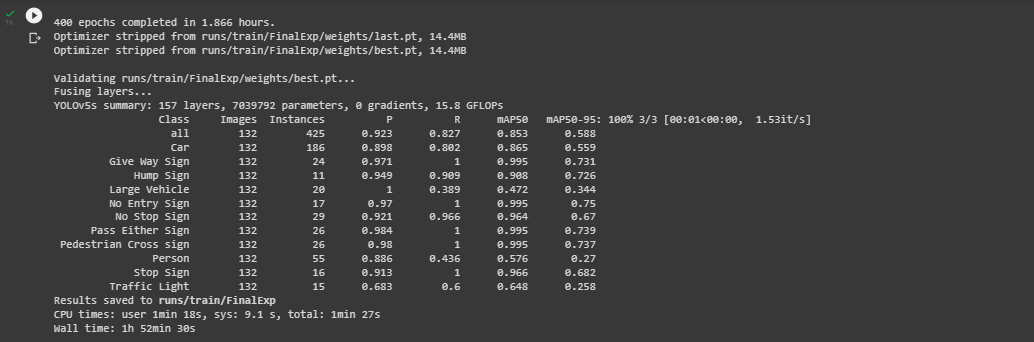 400 epochs completed in 1.866 hours.
Optimizer stripped from runs/train/FinalExp/weights/last.pt, 14.4MB
Optimizer stripped from runs/train/FinalExp/weights/best.pt, 14.4MB
Validating runs/train/FinalExp/weights/best.pt...
Fusing layers...
YOLOv5s summary: 157 layers, 7039792 parameters, 0 gradients, 15.8 GFLOPs
Class Images Instances P R mAP50 mAP50-95: 100% 3/3 [00:01<00:00, 1.53it/s]
all 132 425 0.923 0.827 0.853 0.588
Car 132 186 0.898 0.802 0.865 0.559
Give Way Sign 132 24 0.971 1 0.995 0.731
Hump Sign 132 11 0.949 0.909 0.908 0.726
Large Vehicle 132 20 1 0.389 0.472 0.344
No Entry Sign 132 17 0.97 1 0.995 0.75
No Stop Sign 132 29 0.921 0.966 0.964 0.67
Pass Either Sign 132 26 0.984 1 0.995 0.739
Pedestrian Cross sign 132 26 0.98 1 0.995 0.737
Person 132 55 0.886 0.436 0.576 0.27
Stop Sign 132 16 0.913 1 0.966 0.682
Traffic Light 132 15 0.683 0.6 0.648 0.258
Results saved to runs/train/FinalExp
CPU times: user 1min 18s, sys: 9.1 s, total: 1min 27s
Wall time: 1h 52min 30s